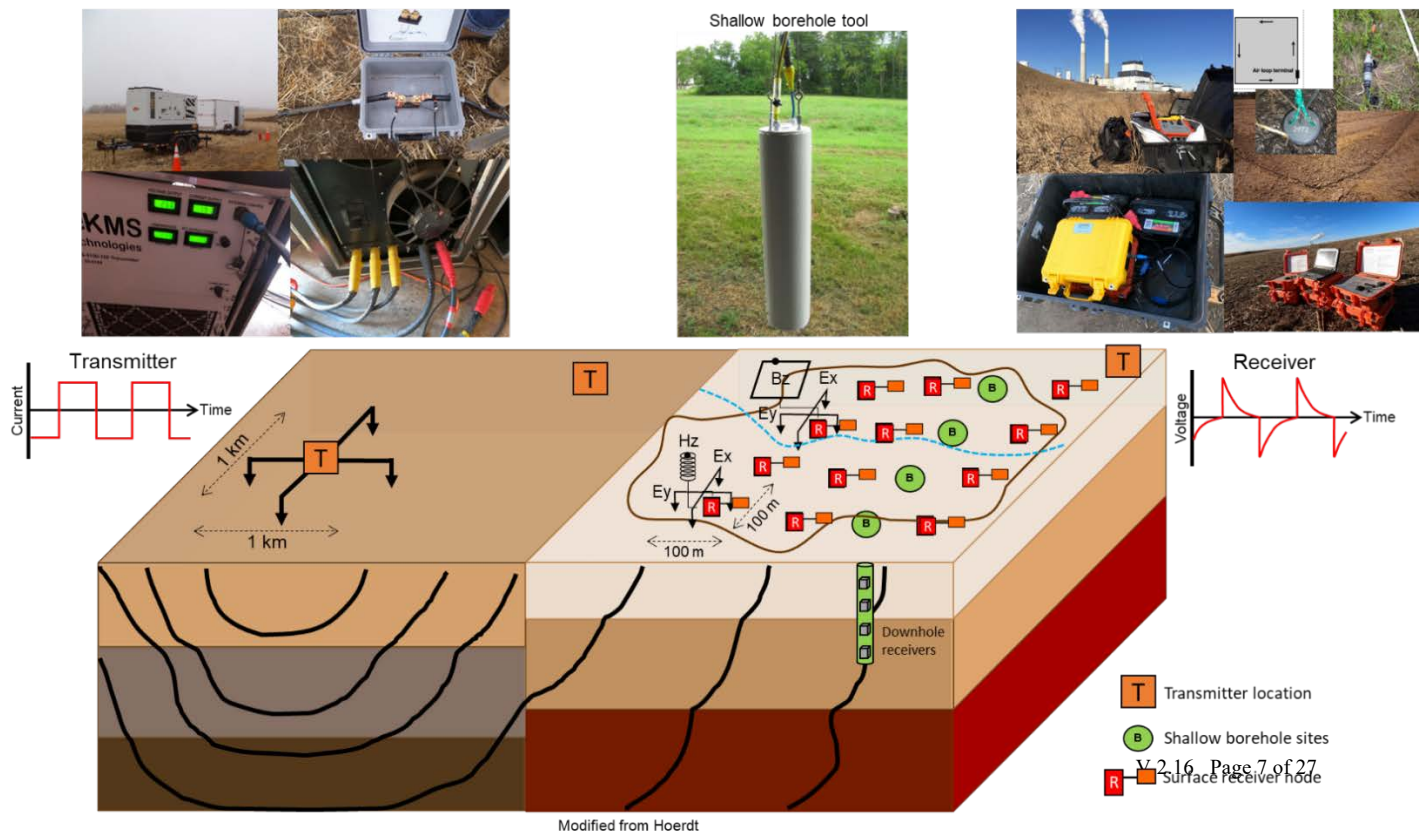 Shallow borehole tool
Air loop terminal
KMS
Technologies
Transmitter
Current
Time
1 km
1 km
T
T
T
Bz
Ex
Ey
Hz
Ex
Ey
R
R
R
B
R
R
B
R
R
R
B
R
R
R
B
R
100 m
100 m
Receiver
Voltage
Time
Downhole
receivers
T Transmitter location
B Shallow borehole sites
V 2.16 Page 7 of 27
R Surface receiver node
Modified from Hoerdt